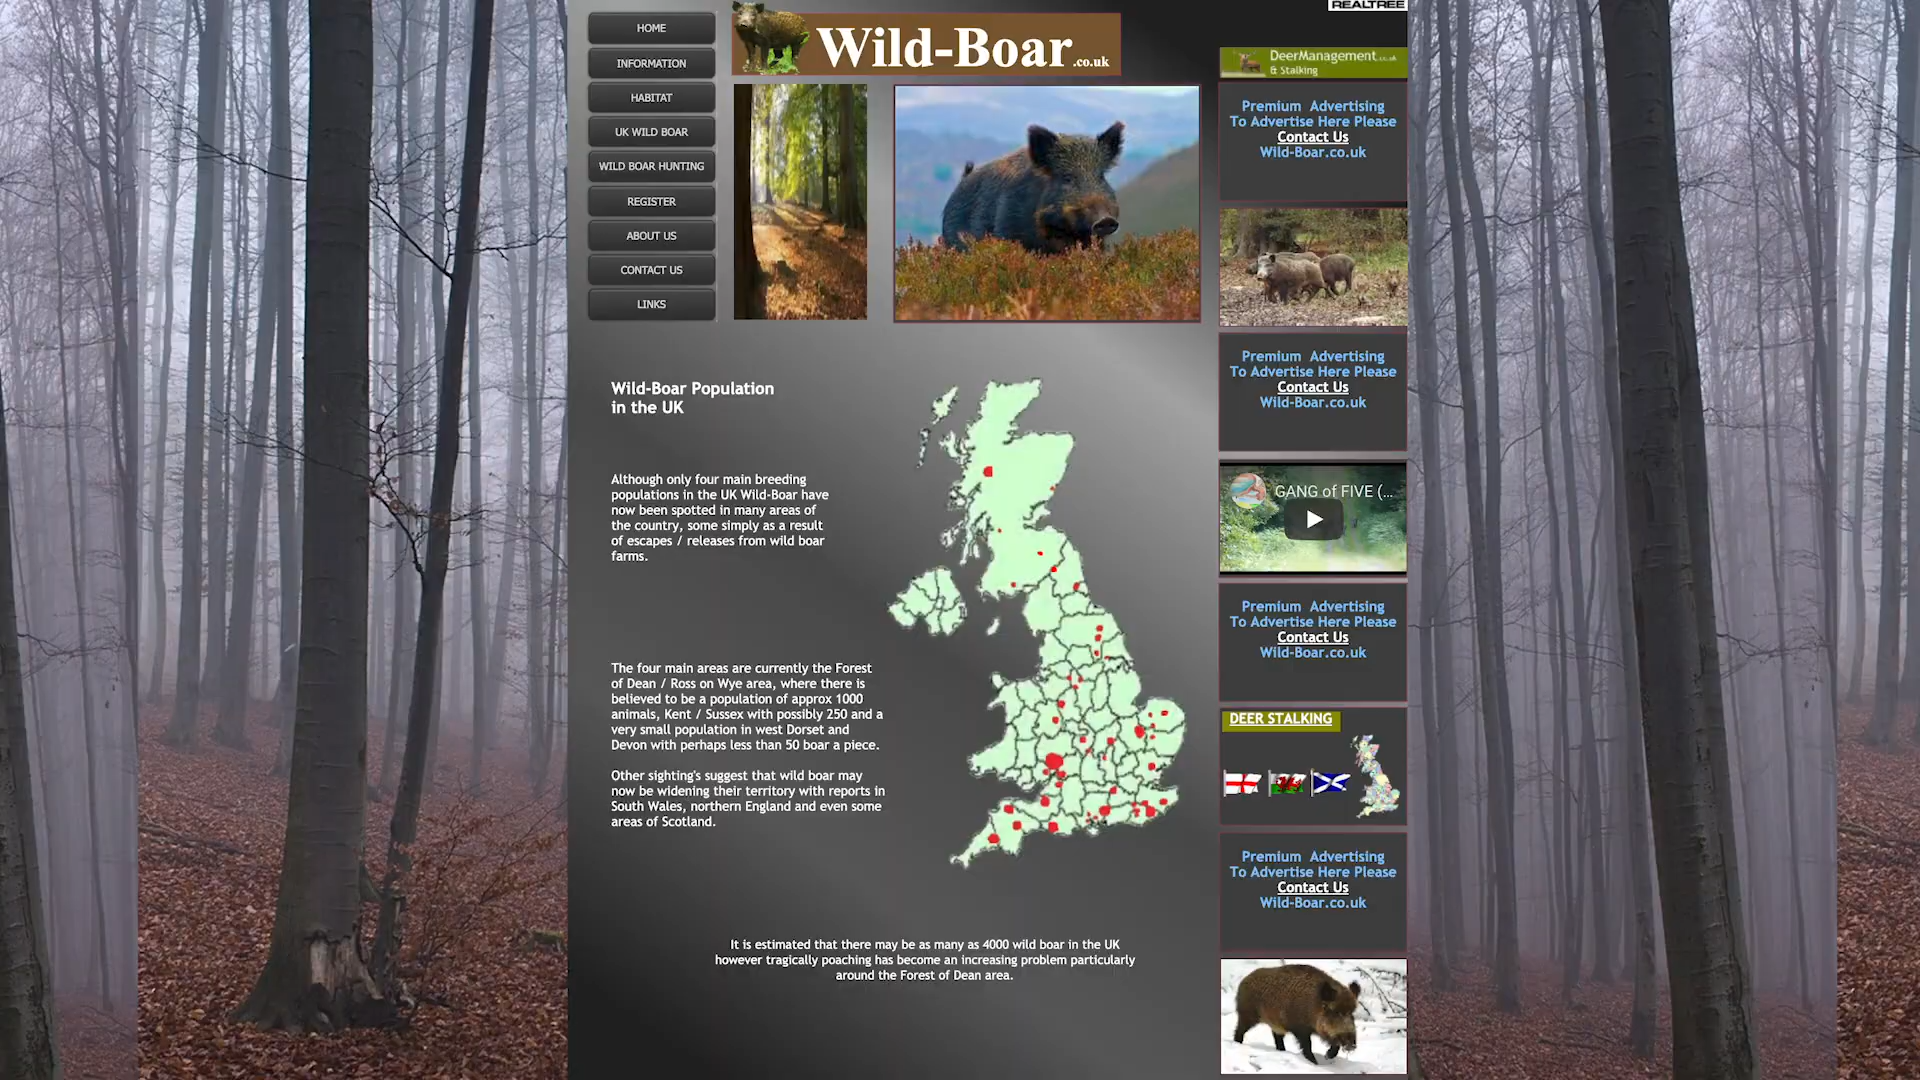 REALTREE
HOME
INFORMATION
HABITAT
UK WILD BOAR
WILD BOAR HUNTING
REGISTER
ABOUT US
CONTACT US
LINKS
Wild-Boar.co.uk
DeerManagement.co.uk
& Stalking
Premium Advertising
To Advertise Here Please
Contact Us
Wild-Boar.co.uk
Wild-Boar Population
in the UK
Although only four main breeding
populations in the UK Wild-Boar have
now been spotted in many areas of
the country, some simply as a result
of escapes / releases from wild boar
farms.
The four main areas are currently the Forest
of Dean / Ross on Wye area, where there is
believed to be a population of approx 1000
animals, Kent / Sussex with possibly 250 and a
very small population in west Dorset and
Devon with perhaps less than 50 boar a piece.
Other sighting's suggest that wild boar may
now be widening their territory with reports in
South Wales, northern England and even some
areas of Scotland.
It is estimated that there may be as many as 4000 wild boar in the UK
however tragically poaching has become an increasing problem particularly
around the Forest of Dean area.
Premium Advertising
To Advertise Here Please
Contact Us
Wild-Boar.co.uk
GANG of FIVE (...
Premium Advertising
To Advertise Here Please
Contact Us
Wild-Boar.co.uk
DEER STALKING
Premium Advertising
To Advertise Here Please
Contact Us
Wild-Boar.co.uk